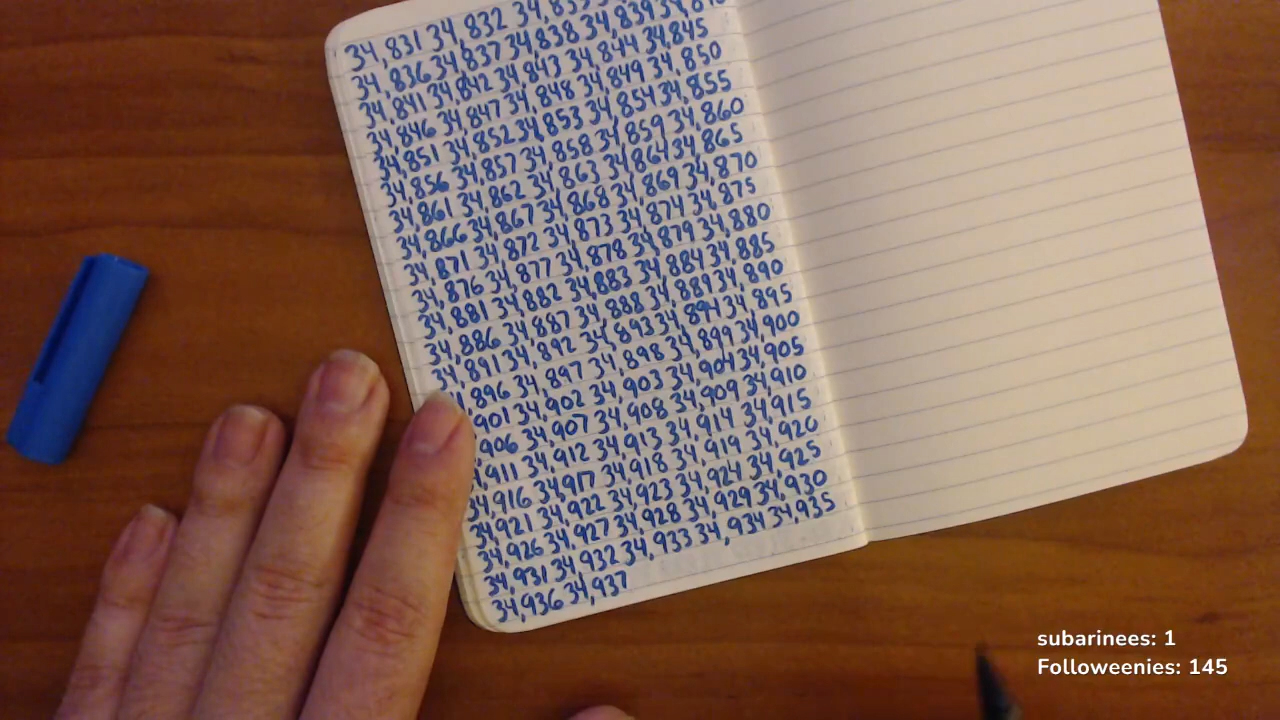 34,831 34,832 34,833
34,836 34,837 34,838 34,839 34,840
34,841 34,842 34,843 34,844 34,845
34,846 34,847 34,848 34,849 34,850
34,851 34,852 34,853 34,854 34,855
34,856 34,857 34,858 34,859 34,860
34,861 34,862 34,863 34,864 34,865
34,866 34,867 34,868 34,869 34,870
34,871 34,872 34,873 34,874 34,875
34,876 34,877 34,878 34,879 34,880
34,881 34,882 34,883 34,884 34,885
34,886 34,887 34,888 34,889 34,890
34,891 34,892 34,893 34,894 34,895
896 34,897 34,898 34,899 34,900
901 34,902 34,903 34,904 34,905
906 34,907 34,908 34,909 34,910
,911 34,912 34,913 34,914 34,915
34,916 34,917 34,918 34,919 34,920
34,921 34,922 34,923 34,924 34,925
34,926 34,927 34,928 34,929 34,930
34,931 34,932 34,933 34,934 34,935
34,936 34,937
subarinees: 1
Followeenies: 145